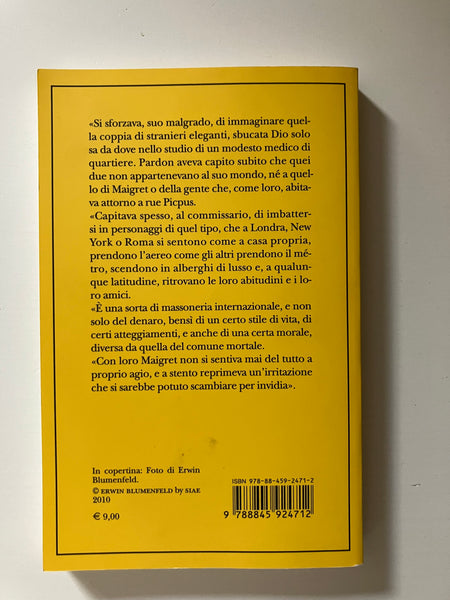 «Si sforzava, suo malgrado, di immaginare quel-
la coppia di stranieri eleganti, sbucata Dio solo
sa da dove nello studio di un modesto medico di
quartiere. Pardon aveva capito subito che quei
due non appartenevano al suo mondo, né a quel-
lo di Maigret o della gente che, come loro, abita-
va attorno a rue Picpus.
«Capitava spesso, al commissario, di imbatter-
si in personaggi di quel tipo, che a Londra, New
York o Roma si sentono come a casa propria,
prendono l'aereo come gli altri prendono il mé-
tro, scendono in alberghi di lusso e, a qualun-
que latitudine, ritrovano le loro abitudini e i lo-
ro amici.
«È una sorta di massoneria internazionale, e non
solo del denaro, bensì di un certo stile di vita, di
certi atteggiamenti, e anche di una certa morale,
diversa da quella del comune mortale.
«Con loro Maigret non si sentiva mai del tutto a
proprio agio, e a stento reprimeva un'irritazione
che si sarebbe potuto scambiare per invidia».
In copertina: Foto di Erwin
Blumenfeld.
© ERWIN BLUMENFELD by SIAE
2010
€ 9,00
ISBN 978-88-459-2471-2
9 788845 924712